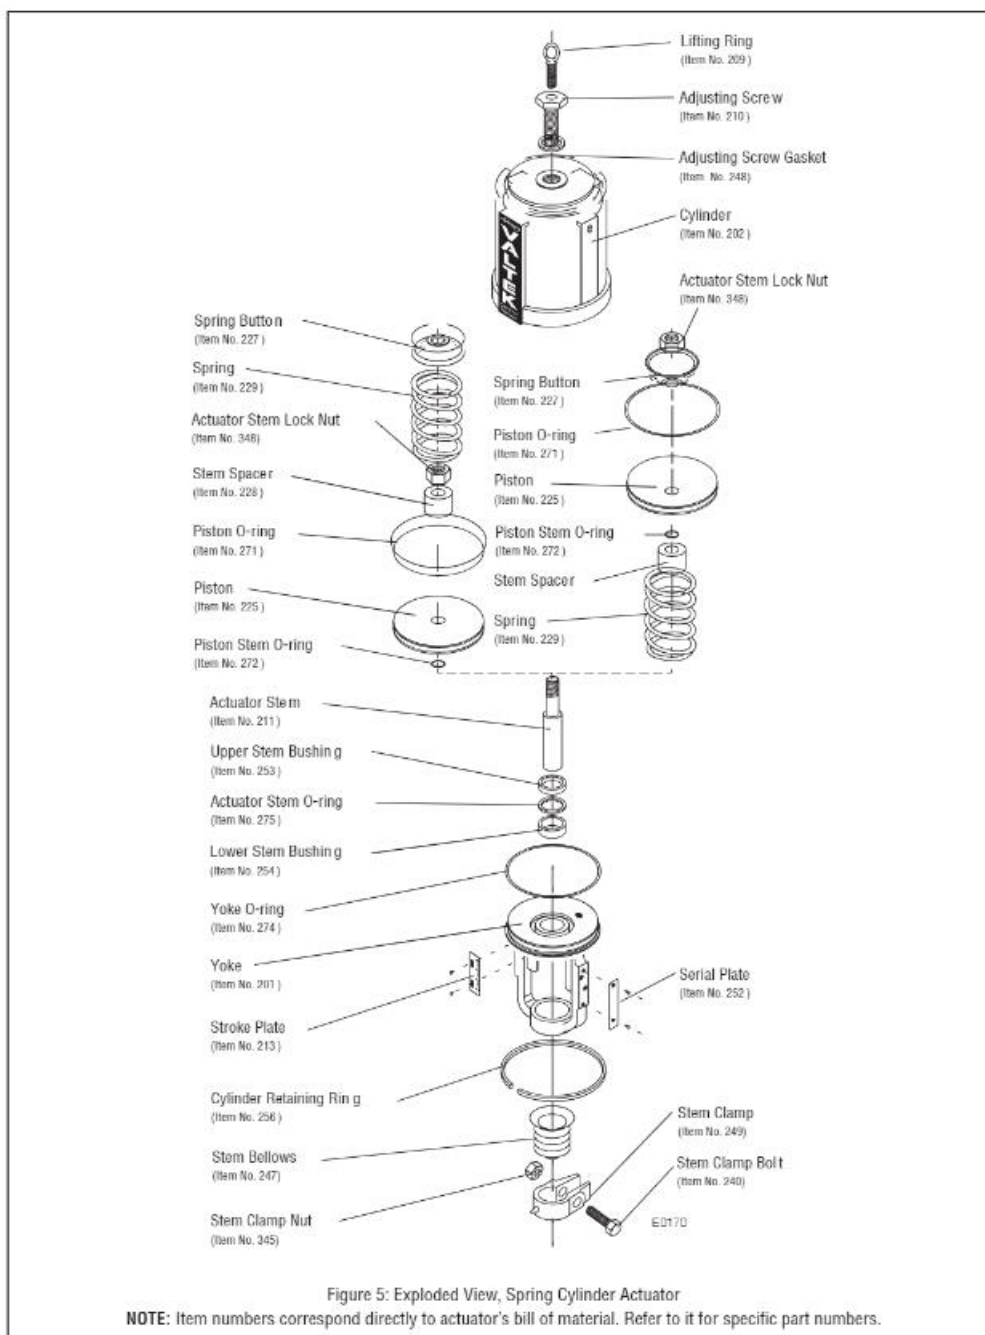 Lifting Ring
(Item No. 209 )
Adjusting Screw
(Item No. 210 )
Adjusting Screw Gasket
(Item No. 248)
Cylinder
(Item No. 202 )
Actuator Stem Lock Nut
(Item No. 348)
VALTEK
Spring Button
(Item No. 227 )
Spring
(Item No. 229 )
Actuator Stem Lock Nut
(Item No. 348)
Stem Spacer
(Item No. 228 )
Piston O-ring
(Item No. 271 )
Piston
(Item No. 225 )
Piston Stem O-ring
(Item No. 272 )
Spring Button
(Item No. 227 )
Piston O-ring
(Item No. 271 )
Piston
(Item No. 225 )
Piston Stem O-ring
(Item No. 272 )
Stem Spacer
Spring
(Item No. 229 )
Actuator Stem
(Item No. 211 )
Upper Stem Bushing
(Item No. 253 )
Actuator Stem O-ring
(Item No. 275 )
Lower Stem Bushing
(Item No. 254 )
Yoke O-ring
(Item No. 274 )
Yoke
(Item No. 201 )
Stroke Plate
(Item No. 213 )
Serial Plate
(Item No. 252 )
Cylinder Retaining Ring
(Item No. 256 )
Stem Bellows
(Item No. 247)
Stem Clamp Nut
(Item No. 345)
Stem Clamp
(Item No. 249)
Stem Clamp Bolt
(Item No. 240)
E0170
Figure 5: Exploded View, Spring Cylinder Actuator
NOTE: Item numbers correspond directly to actuator's bill of material. Refer to it for specific part numbers.